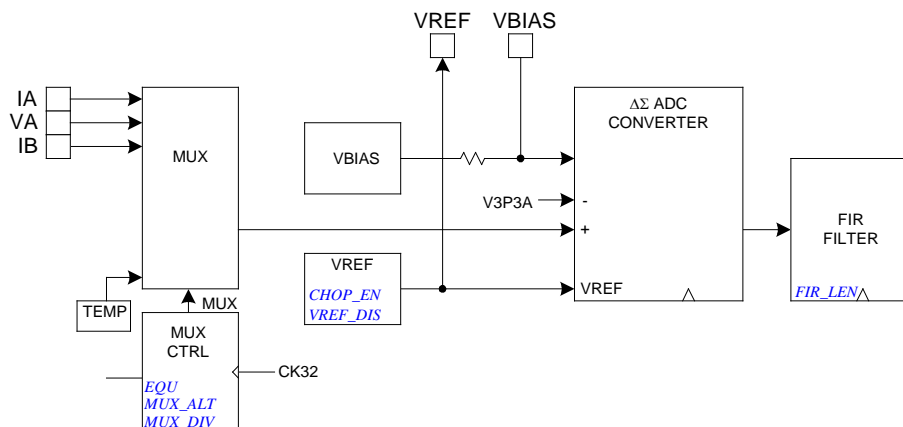 VREF
VBIAS
IA
VA
IB
MUX
VBIAS
V3P3A
ΔΣ ADC
CONVERTER
-
+
VREF
FIR
FILTER
FIR_LEN
VREF
CHOP_EN
VREF_DIS
TEMP
MUX
MUX
CTRL
EQU
MUX_ALT
MUX_DIV
CK32